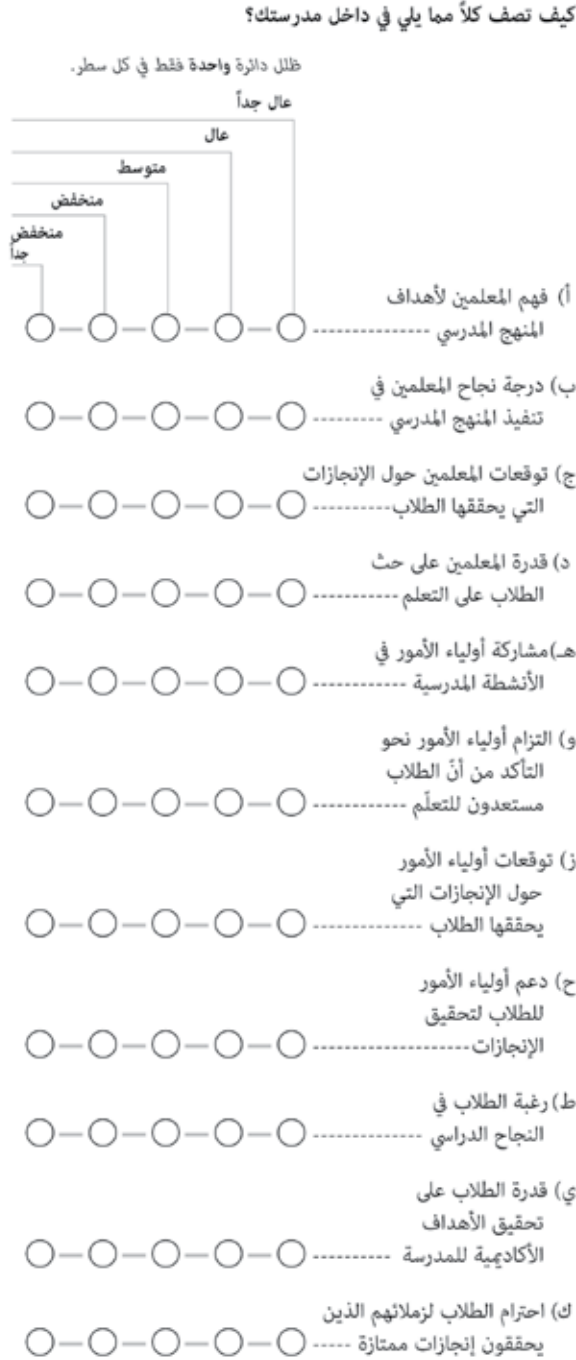 كيف تصف كلاً مما يلي في داخل مدرستك؟
ظلل دائرة واحدة فقط في كل سطر.
عال جداً
عال
متوسط
منخفض
منخفض
جداً
أ) فهم المعلمين لأهداف
المنهج المدرسي ----------------
ب) درجة نجاح المعلمين في
تنفيذ المنهج المدرسي ---------
ج) توقعات المعلمين حول الإنجازات
التي يحققها الطلاب----------
د) قدرة المعلمين على حث
الطلاب على التعلم -----------
هـ)مشاركة أولياء الأمور في
الأنشطة المدرسية ------------
و) التزام أولياء الأمور نحو
التأكد من أنّ الطلاب
مستعدون للتعلّم ------------
ز) توقعات أولياء الأمور
حول الإنجازات التي
يحققها الطلاب --------------
ح) دعم أولياء الأمور
للطلاب لتحقيق
الإنجازات--------------------
ط) رغبة الطلاب في
النجاح الدراسي --------------
ي) قدرة الطلاب على
تحقيق الأهداف
الأكاديمية للمدرسة ----------
ك) احترام الطلاب لزملائهم الذين
يحققون إنجازات ممتازة -----